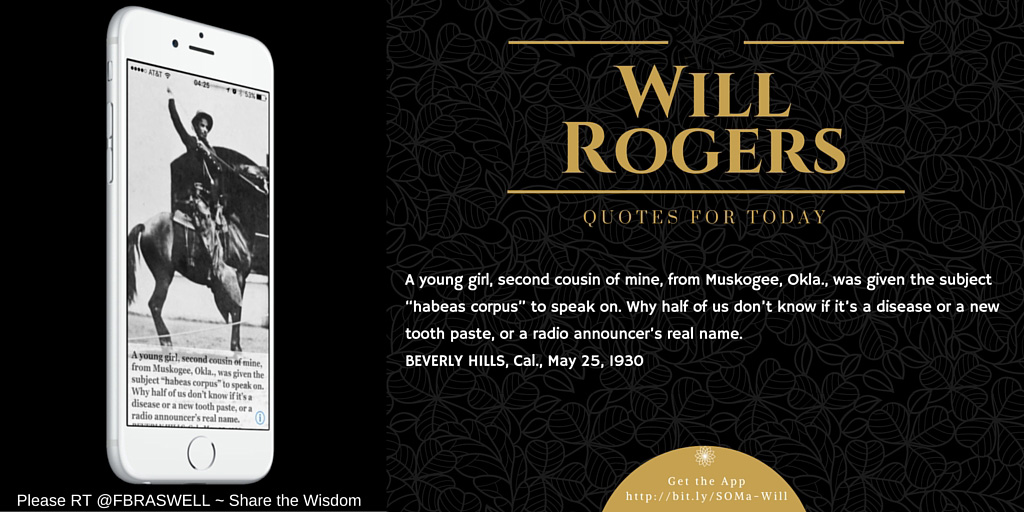 AT&T 04:25 53%
A young girl, second cousin of mine,
from Muskogee, Okla., was given the
subject “habeas corpus” to speak on.
Why half of us don't know if it's a
disease or a new tooth paste, or a
radio announcer's real name.
Please RT @FBRASWELL ~ Share the Wisdom
WILL
ROGERS
QUOTES FOR TODAY
A young girl, second cousin of mine, from Muskogee, Okla., was given the subject
“habeas corpus” to speak on. Why half of us don't know if it's a disease or a new
tooth paste, or a radio announcer's real name.
BEVERLY HILLS, Cal., May 25, 1930
Get the App
http://bit.ly/SOMa-Will